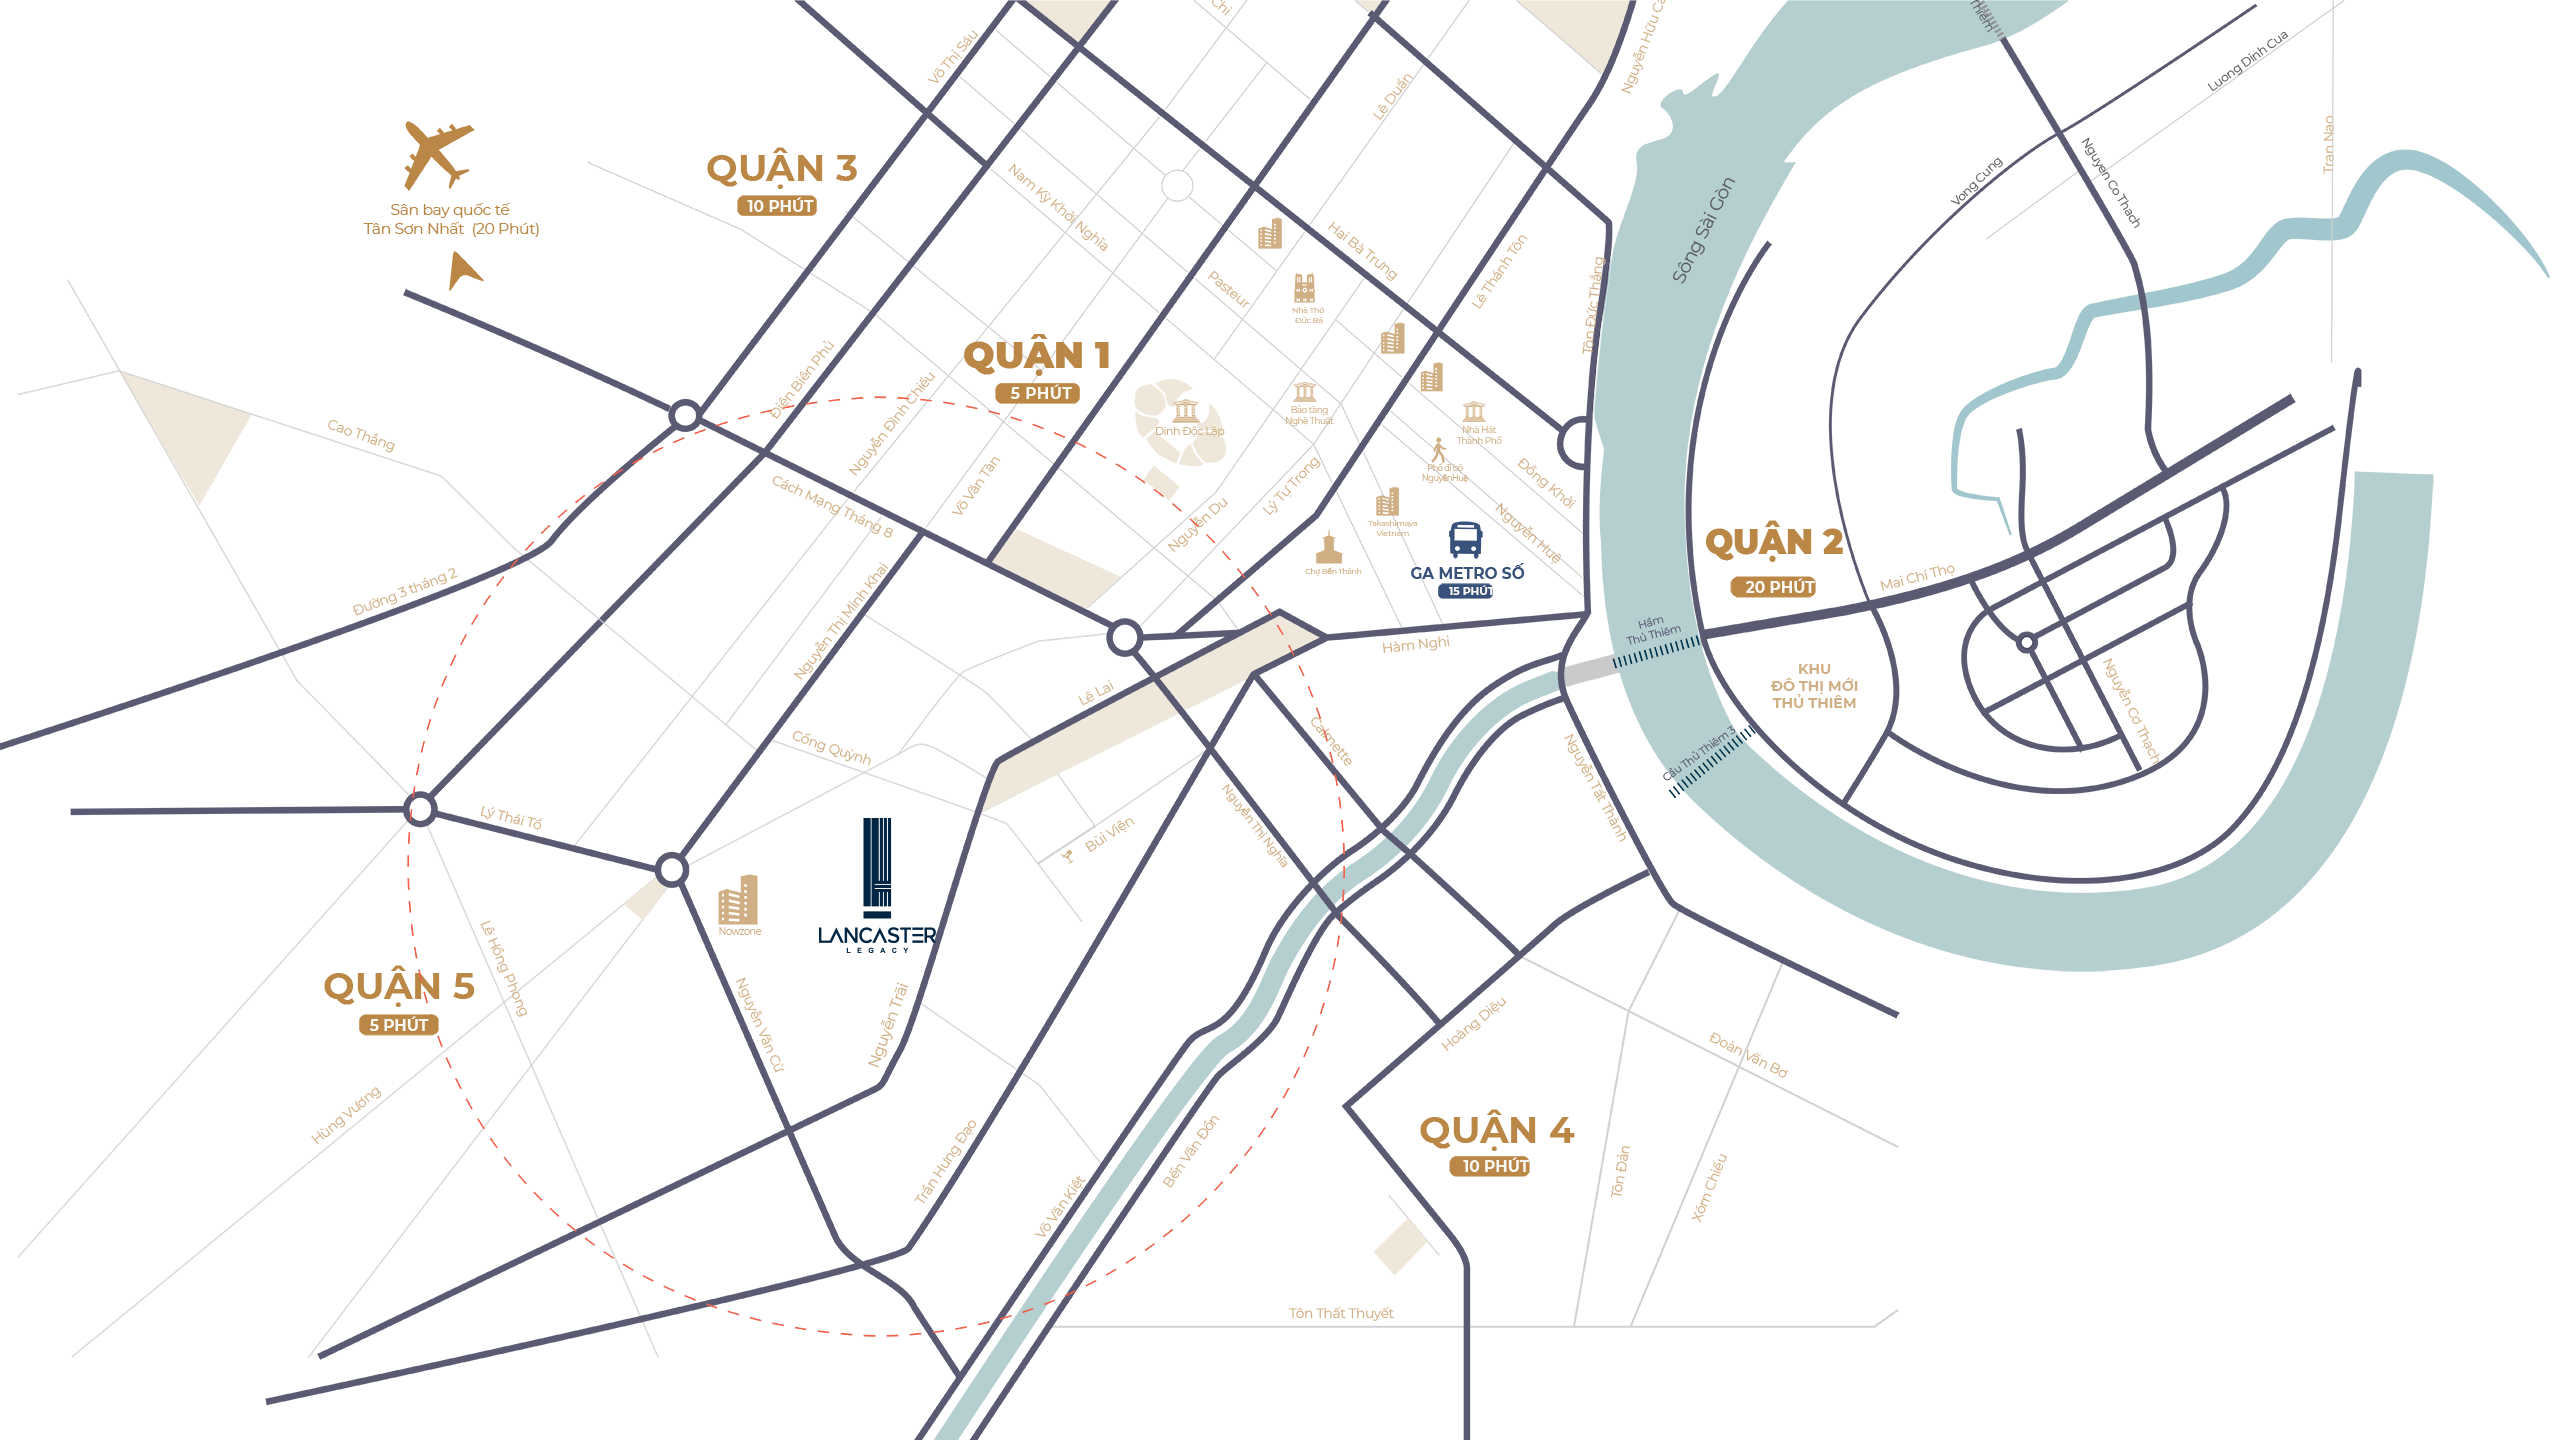 Võ Thị Sáu
Lê Duẩn
Lương Dinh Cua
Tran Nao
Nguyen Co Thach
Vong Cung
QUẬN 3
10 PHÚT
Sân bay quốc tế
Tân Sơn Nhất (20 Phút)
Nam Kỳ Khởi Nghĩa
Pasteur
Hai Bà Trưng
Lê Thánh Tôn
Tôn Đức Thắng
Sông Sài Gòn
Nhà Thờ
Đức Bà
QUẬN 1
5 PHÚT
Điện Biên Phủ
Nguyễn Đình Chiểu
Dinh Độc Lập
Bảo tàng
Nghệ Thuật
Nhà Hát
Thành Phố
Phố đi bộ
NguyễnHuệ
Cao Thắng
Cách Mạng Tháng 8
Võ Văn Tần
Nguyễn Du
Lý Tự Trọng
Đồng Khởi
Nguyễn Huệ
Takashimaya
Vietnam
Chợ Bến Thành
GA METRO SỐ
15 PHÚT
QUẬN 2
20 PHÚT
Mai Chí Thọ
Đường 3 tháng 2
Nguyễn Thị Minh Khai
Hàm Nghi
Hầm
Thủ Thiêm
KHU
ĐÔ THỊ MỚI
THỦ THIÊM
Nguyễn Cơ Thạch
Lê Lai
Cống Quỳnh
Calmette
Cầu Thủ Thiêm 3
Nguyễn Tất Thành
Lý Thái Tổ
Bùi Viện
Nguyễn Thị Nghĩa
Nowzone
LANCASTER
LEGACY
Lê Hồng Phong
QUẬN 5
5 PHÚT
Nguyễn Văn Cừ
Nguyễn Trãi
Hoàng Diệu
Đoàn Văn Bơ
Hùng Vương
Trần Hưng Đạo
Võ Văn Kiệt
Bến Vân Đồn
QUẬN 4
10 PHÚT
Tôn Đản
Xóm Chiếu
Tôn Thất Thuyết